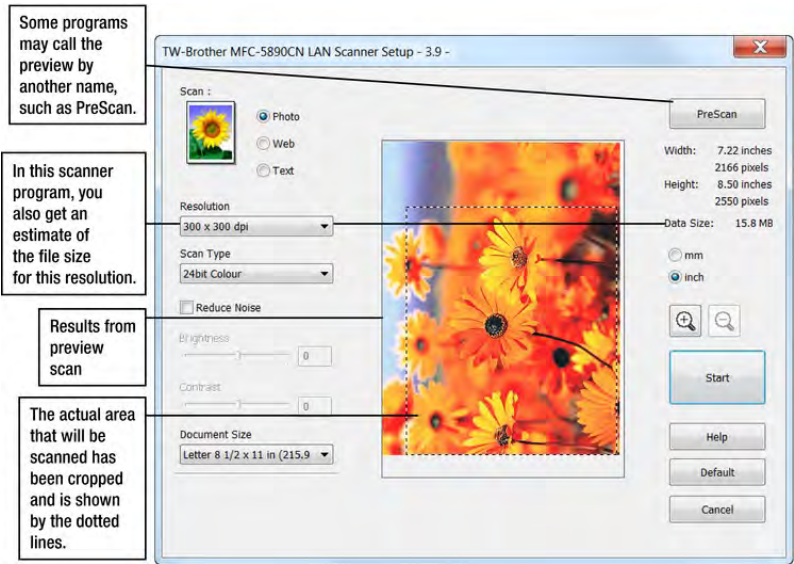 Some programs
may call the
preview by
another name,
such as PreScan.
In this scanner
program, you
also get an
estimate of
the file size
for this resolution.
Results from
preview
scan
The actual area
that will be
scanned has
been cropped
and is shown
by the dotted
lines.
TW-Brother MFC-5890CN LAN Scanner Setup - 3.9 -
Scan :
Photo
Web
Text
Resolution
300 x 300 dpi
Scan Type
24bit Colour
Reduce Noise
Brightness
0
Contrast
0
Document Size
Letter 8 1/2 x 11 in (215.9
PreScan
Width: 7.22 inches
2166 pixels
Height: 8.50 inches
2550 pixels
Data Size: 15.8 MB
mm
inch
Start
Help
Default
Cancel